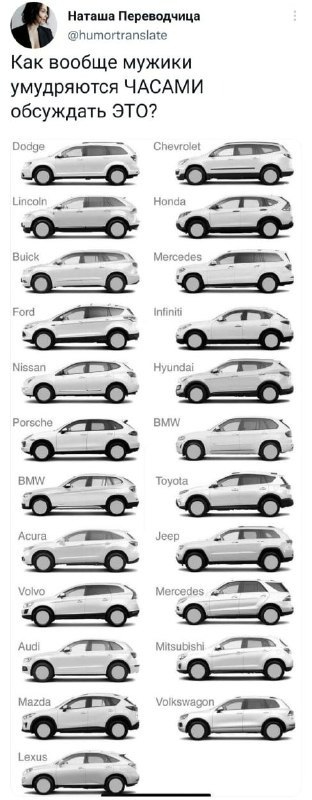 Наташа Переводчица
@humortranslate
Как вообще мужики
умудряются ЧАСАМИ
обсуждать ЭТО?
Dodge Chevrolet
Lincoln Honda
Buick Mercedes
Ford Infiniti
Nissan Hyundai
Porsche BMW
BMW Toyota
Acura Jeep
Volvo Mercedes
Audi Mitsubishi
Mazda Volkswagon
Lexus